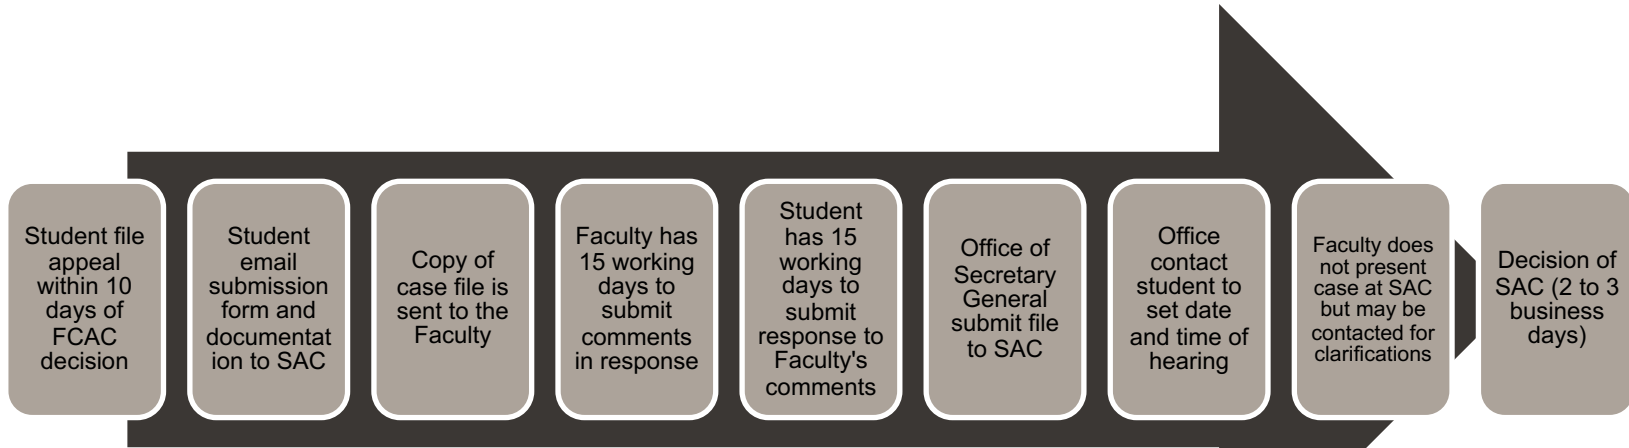 Student file
appeal
within 10
days of
FCAC
decision
Student
email
submission
form and
documentat
ion to SAC
Copy of
case file is
sent to the
Faculty
Faculty has
15 working
days to
submit
comments
in response
Student
has 15
working
days to
submit
response to
Faculty's
comments
Office of
Secretary
General
submit file
to SAC
Office
contact
student to
set date
and time of
hearing
Faculty does
not present
case at SAC
but may be
contacted for
clarifications
Decision of
SAC (2 to 3
business
days)